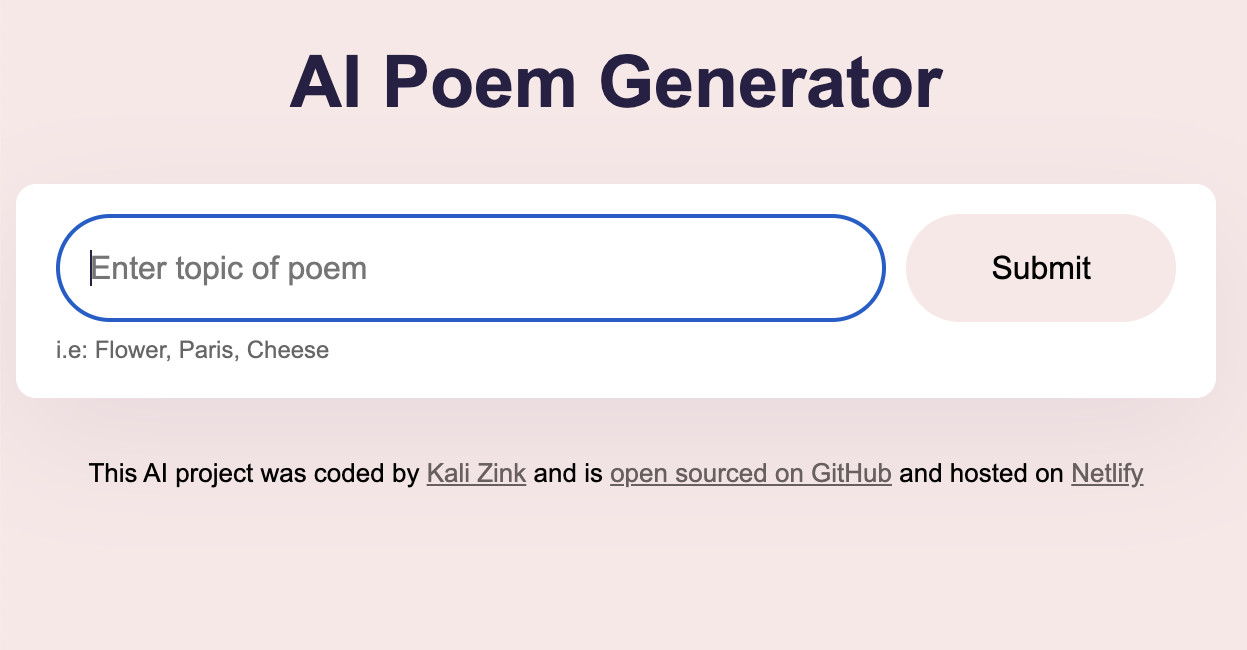 AI Poem Generator
Enter topic of poem
Submit
i.e: Flower, Paris, Cheese
This AI project was coded by Kali Zink and is open sourced on GitHub and hosted on Netlify